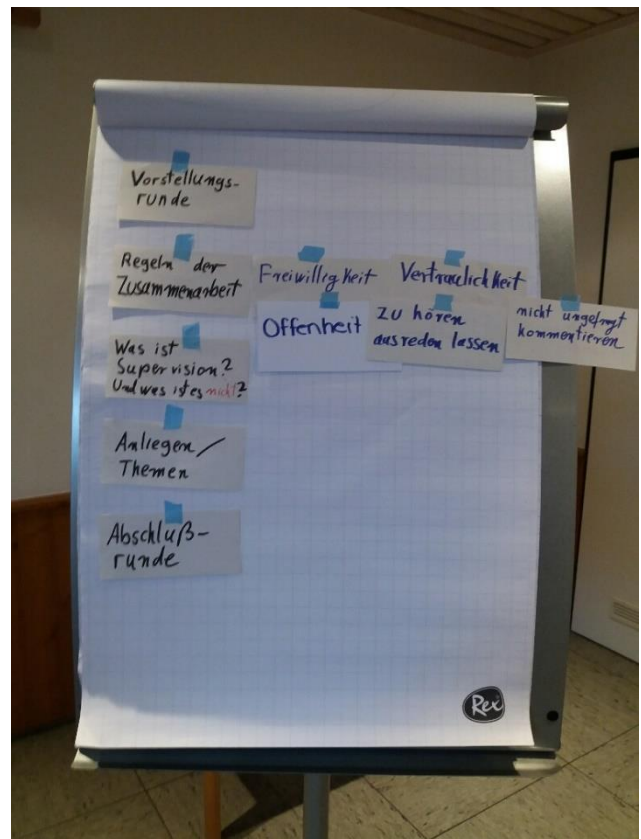 Vorstellungs-
runde
Regeln der
Zusammenarbeit
Freiwilligkeit
Vertraulichkeit
Offenheit
zu hören
ausreden lassen
nicht ungefragt
kommentieren
Was ist
Supervision?
Und was ist es nicht?
Anliegen/
Themen
Abschluß-
runde
Rex